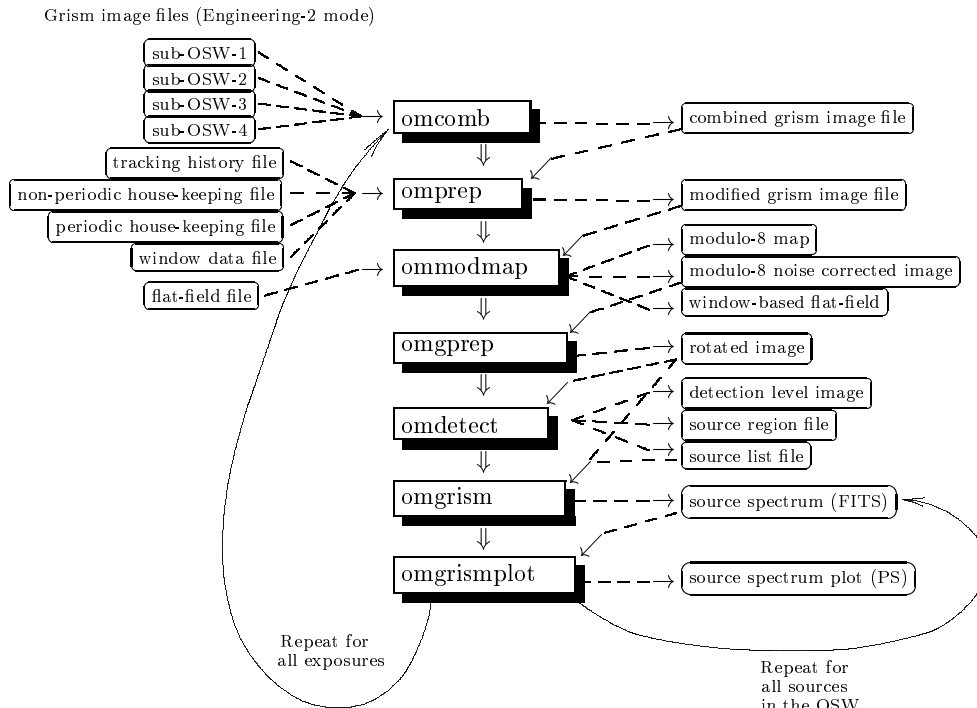 Grism image files (Engineering-2 mode)
sub-OSW-1
sub-OSW-2
sub-OSW-3
sub-OSW-4
omcomb
combined grism image file
tracking history file
non-periodic house-keeping file
periodic house-keeping file
window data file
omprep
modified grism image file
flat-field file
ommodmap
modulo-8 map
modulo-8 noise corrected image
window-based flat-field
omgprep
rotated image
omdetect
detection level image
source region file
source list file
omgrism
source spectrum (FITS)
omgrismplot
source spectrum plot (PS)
Repeat for
all exposures
Repeat for
all sources
in the OSW